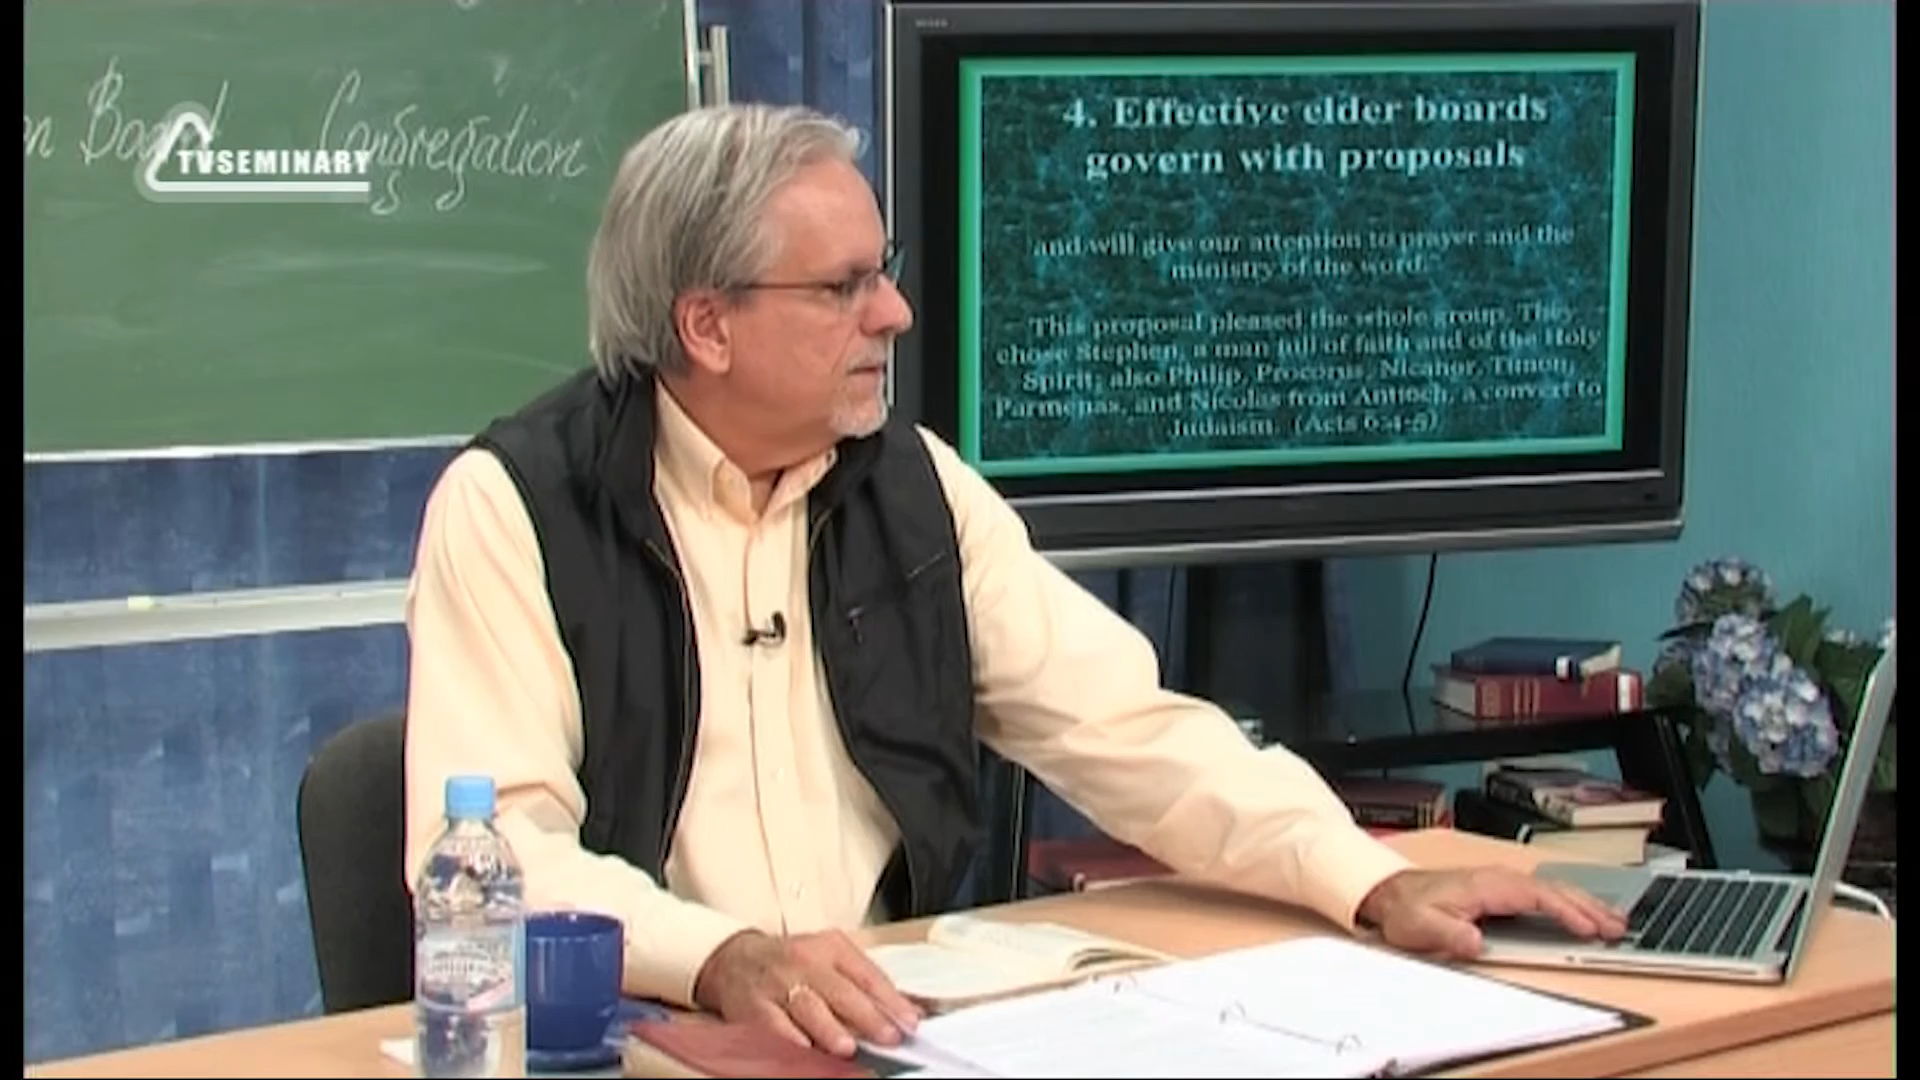 on Board Congregation
TVSEMINARY
4. Effective elder boards
govern with proposals
and will give our attention to prayer and the
ministry of the word."
"This proposal pleased the whole group. They
chose Stephen, a man full of faith and of the Holy
Spirit; also Philip, Procorus, Nicanor, Timon,
Parmenas, and Nicolas from Antioch, a convert to
Judaism. (Acts 6:4-5)